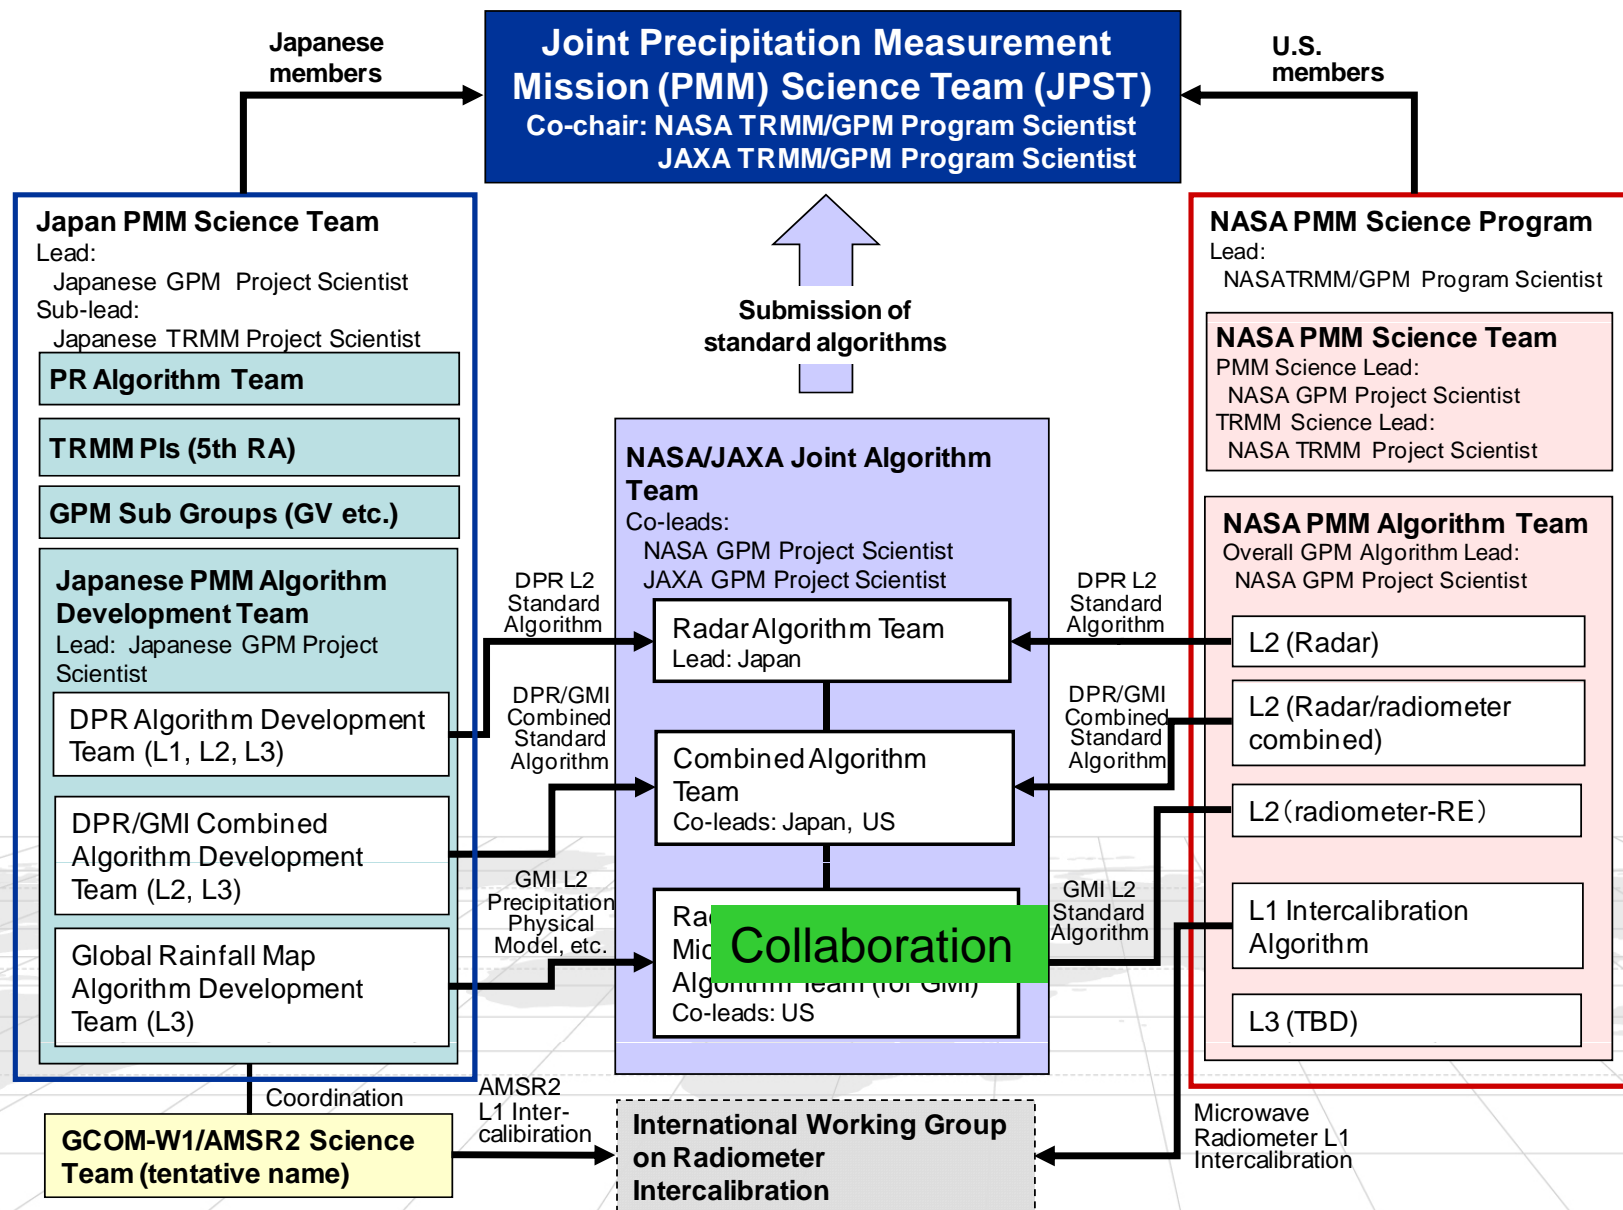 Japanese
members
Joint Precipitation Measurement
Mission (PMM) Science Team (JPST)
Co-chair: NASA TRMM/GPM Program Scientist
JAXA TRMM/GPM Program Scientist
U.S.
members
Japan PMM Science Team
Lead:
Japanese GPM Project Scientist
Sub-lead:
Japanese TRMM Project Scientist
PR Algorithm Team
TRMM PIs (5th RA)
GPM Sub Groups (GV etc.)
Japanese PMM Algorithm
Development Team
Lead: Japanese GPM Project
Scientist
DPR Algorithm Development
Team (L1, L2, L3)
DPR/GMI Combined
Algorithm Development
Team (L2, L3)
Global Rainfall Map
Algorithm Development
Team (L3)
Coordination
GCOM-W1/AMSR2 Science
Team (tentative name)
DPR L2
Standard
Algorithm
DPR/GMI
Combined
Standard
Algorithm
GMI L2
Precipitation
Physical
Model, etc.
AMSR2
L1 Inter-
calibiration
Submission of
standard algorithms
NASA/JAXA Joint Algorithm
Team
Co-leads:
NASA GPM Project Scientist
JAXA GPM Project Scientist
Radar Algorithm Team
Lead: Japan
Combined Algorithm
Team
Co-leads: Japan, US
Collaboration
Algorithm Team (for GMI)
Co-leads: US
International Working Group
on Radiometer
Intercalibration
DPR L2
Standard
Algorithm
DPR/GMI
Combined
Standard
Algorithm
GMI L2
Standard
Algorithm
Microwave
Radiometer L1
Intercalibration
NASA PMM Science Program
Lead:
NASATRMM/GPM Program Scientist
NASA PMM Science Team
PMM Science Lead:
NASA GPM Project Scientist
TRMM Science Lead:
NASA TRMM Project Scientist
NASA PMM Algorithm Team
Overall GPM Algorithm Lead:
NASA GPM Project Scientist
L2 (Radar)
L2 (Radar/radiometer
combined)
L2（radiometer-RE）
L1 Intercalibration
Algorithm
L3 (TBD)